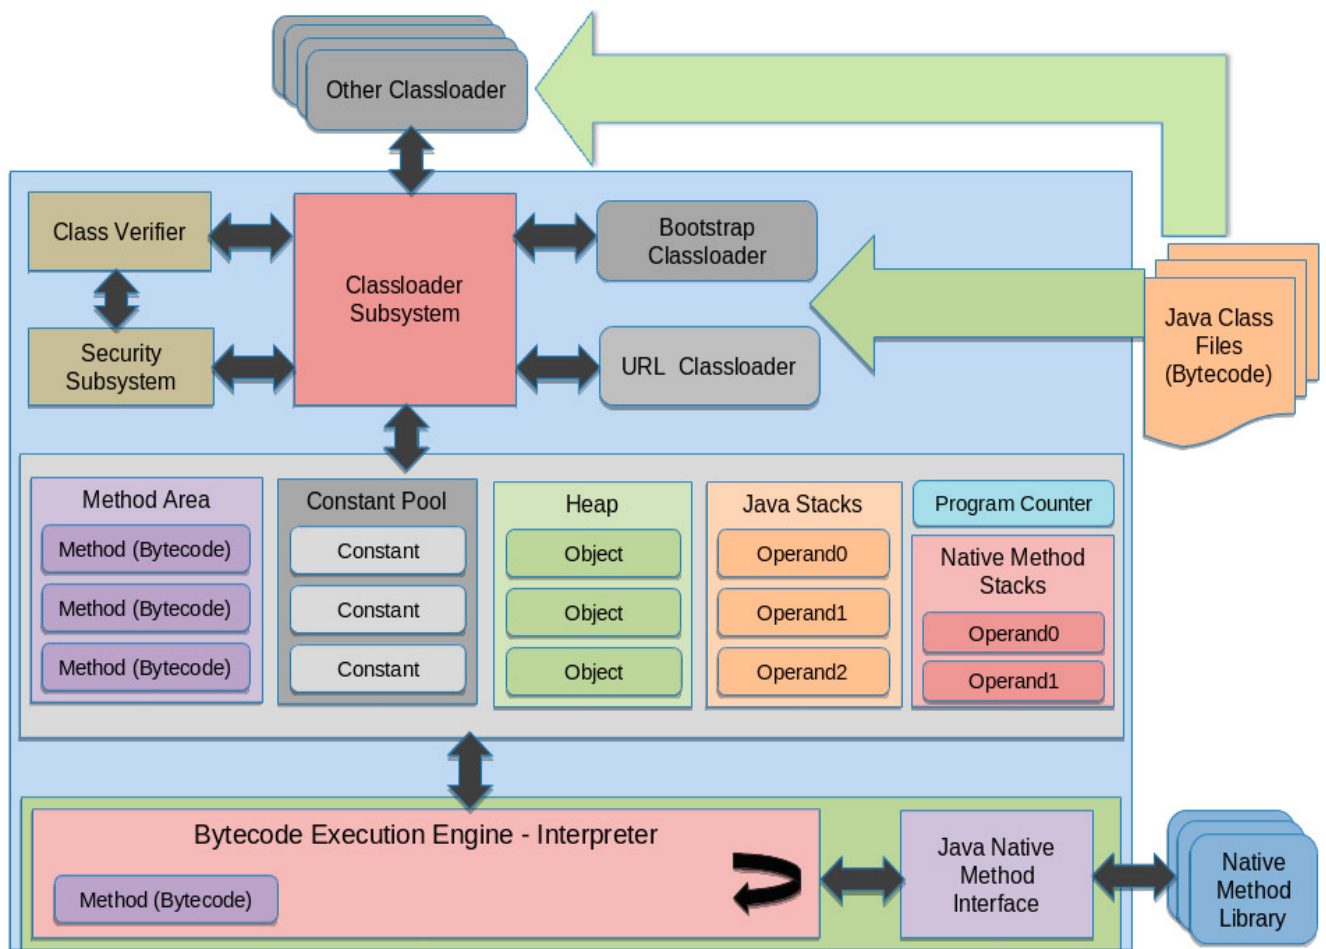 Other Classloader
Class Verifier
Classloader
Subsystem
Bootstrap
Classloader
Security
Subsystem
URL Classloader
Java Class
Files
(Bytecode)
Method Area
Method (Bytecode)
Method (Bytecode)
Method (Bytecode)
Constant Pool
Constant
Constant
Constant
Heap
Object
Object
Object
Java Stacks
Operand0
Operand1
Operand2
Program Counter
Native Method
Stacks
Operand0
Operand1
Bytecode Execution Engine - Interpreter
Method (Bytecode)
Java Native
Method
Interface
Native
Method
Library